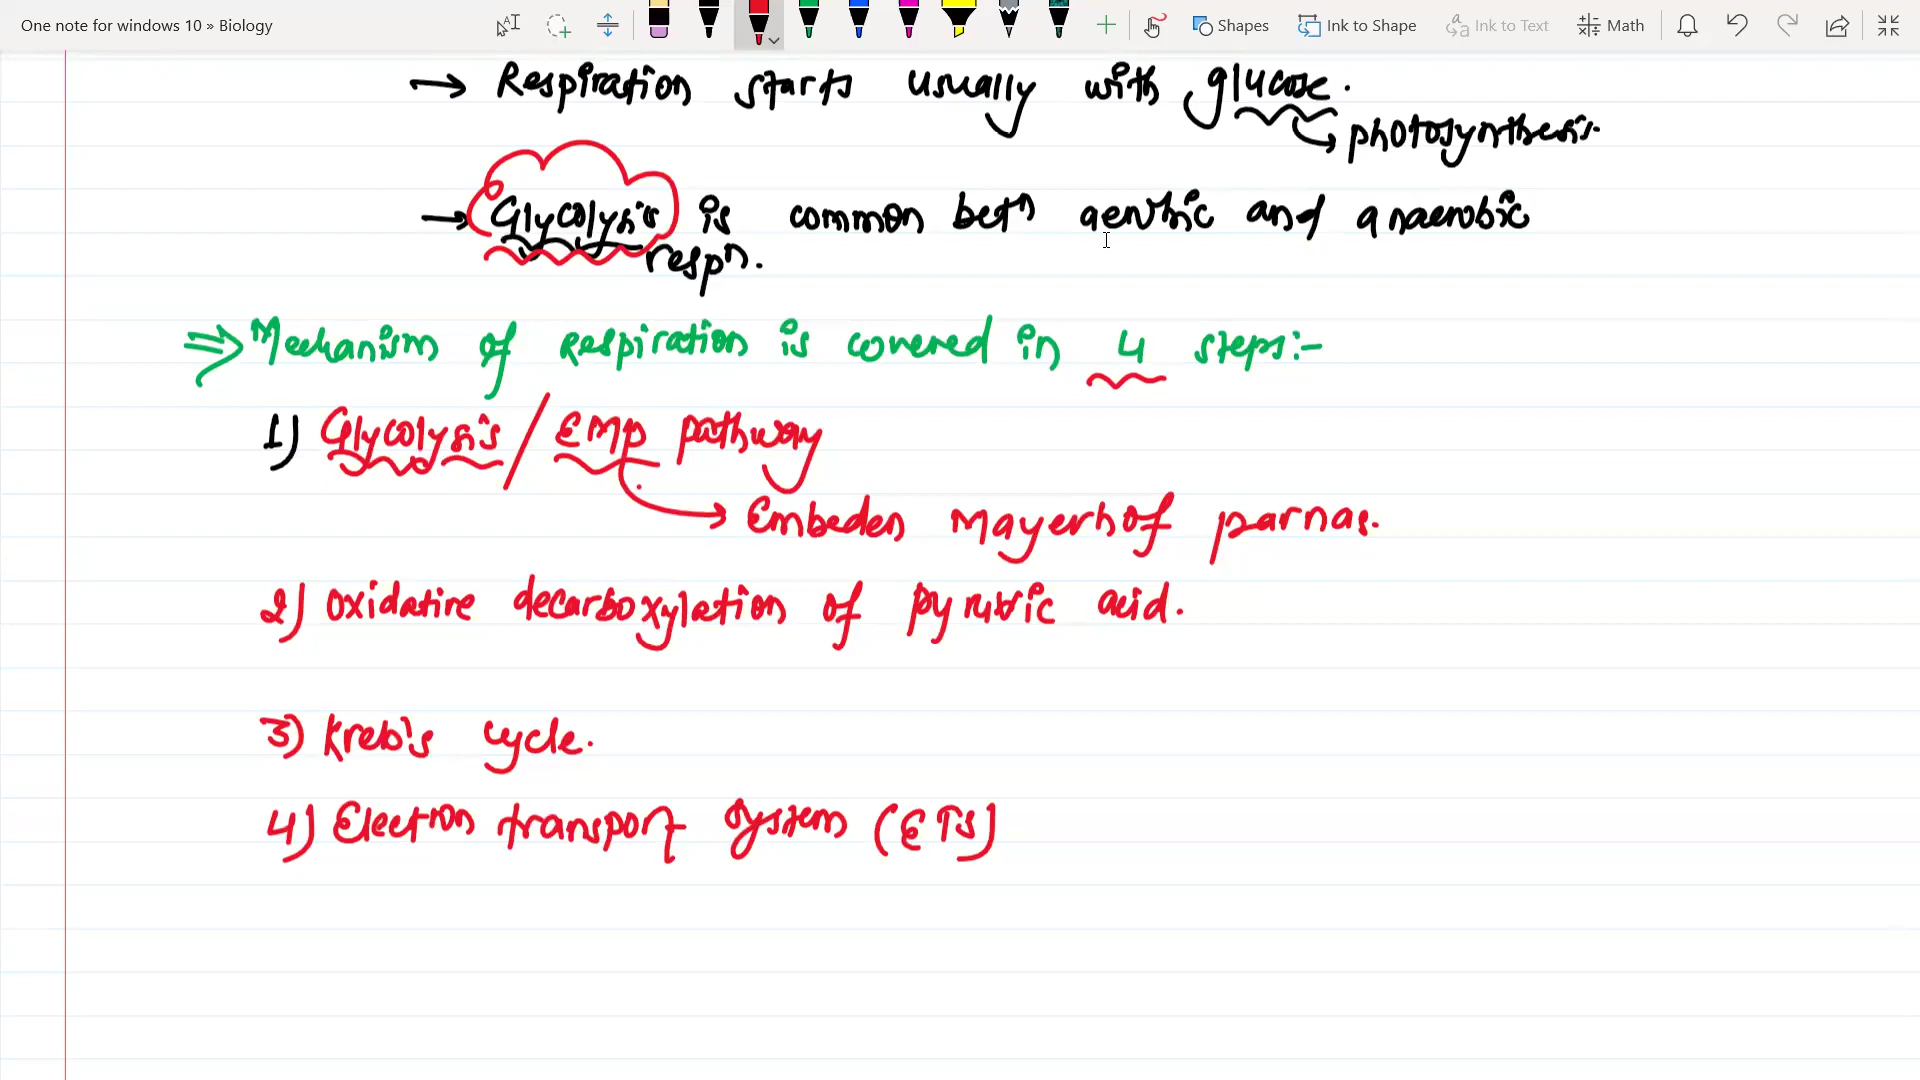 One note for windows 10 » Biology
Shapes Ink to Shape Ink to Text Math
→ Respiration starts usually with glucose.
→ photosynthesis.
→ Glycolysis is common betn aerobic and anaerobic
respn.
⇒ Mechanism of Respiration is covered in 4 steps:-
1) Glycolysis / EMP pathway
→ Embeden Mayerhof parnas.
2) Oxidative decarboxylation of pyruvic acid.
3) Kreb's cycle.
4) Electron transport system (ETS)